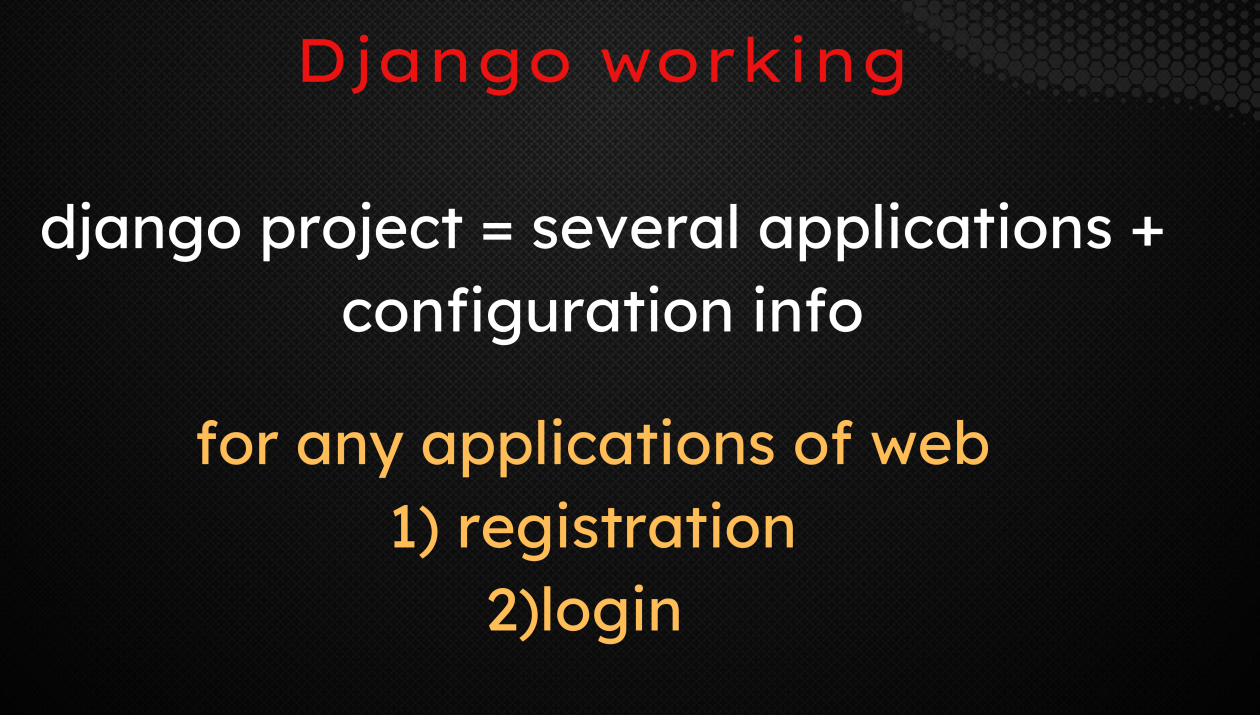 Django working
django project = several applications +
configuration info
for any applications of web
1) registration
2)login